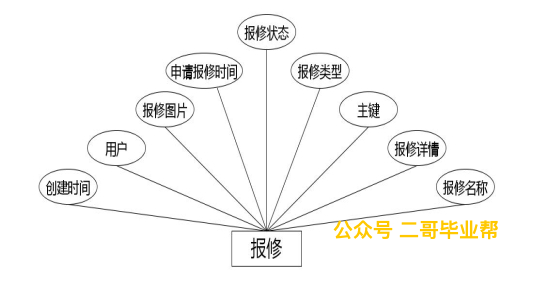 报修状态
申请报修时间
报修类型
报修图片
主键
用户
报修详情
创建时间
报修名称
公众号 二哥毕业帮
报修